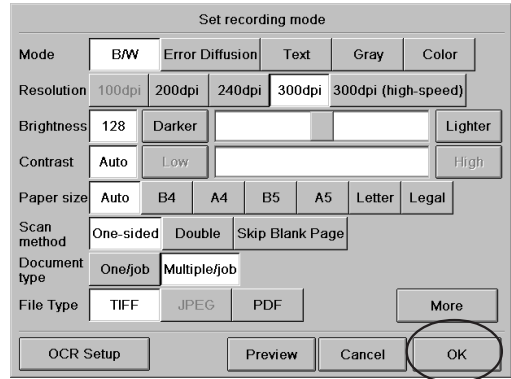 Set recording mode
Mode B/W Error Diffusion Text Gray Color
Resolution 100dpi 200dpi 240dpi 300dpi 300dpi (high-speed)
Brightness 128 Darker Lighter
Contrast Auto Low High
Paper size Auto B4 A4 B5 A5 Letter Legal
Scan
method One-sided Double Skip Blank Page
Document
type One/job Multiple/job
File Type TIFF JPEG PDF More
OCR Setup Preview Cancel OK